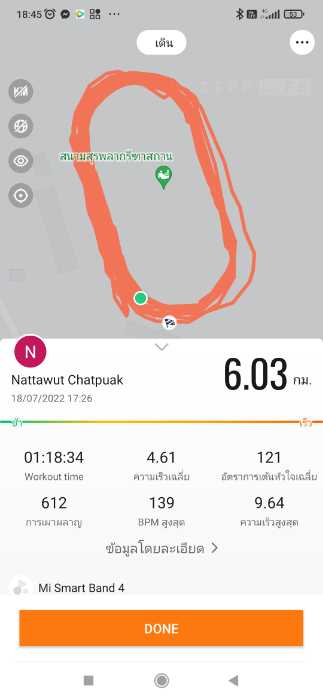 18:45
เดิน
สนามสุรพลากรีฑาสถาน
N
Nattawut Chatpuak
18/07/2022 17:26
6.03 กม.
ช้า
เร็ว
01:18:34 4.61 121
Workout time ความเร็วเฉลี่ย อัตราการเต้นหัวใจเฉลี่ย
612 139 9.64
การเผาผลาญ BPM สูงสุด ความเร็วสูงสุด
ข้อมูลโดยละเอียด
Mi Smart Band 4
DONE